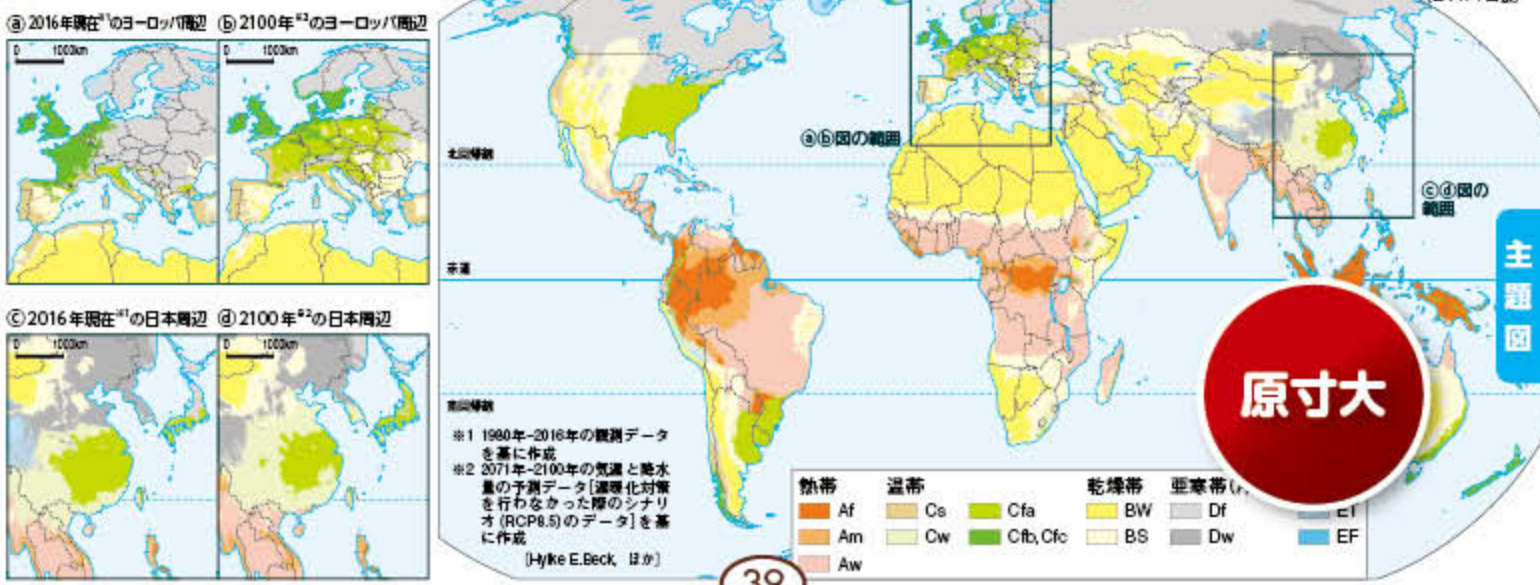 ⓐ2016年現在※1のヨーロッパ周辺
ⓑ2100年※2のヨーロッパ周辺
0 1000km
0 1000km
ⓒ2016年現在※1の日本周辺
ⓓ2100年※2の日本周辺
0 1000km
0 1000km
北回帰線
赤道
南回帰線
ⓐⓑ図の範囲
ⓒⓓ図の
範囲
※1 1980年-2016年の観測データ
を基に作成
※2 2071年-2100年の気温と降水
量の予測データ[温暖化対策
を行わなかった際のシナリ
オ(RCP8.5)のデータ]を基
に作成
[Hylke E.Beck, ほか]
熱帯
Af
Am
Aw
温帯
Cs
Cw
Cfa
Cfb,Cfc
乾燥帯
BW
BS
亜寒帯
Df
Dw
ET
EF
原寸大
主題図
38